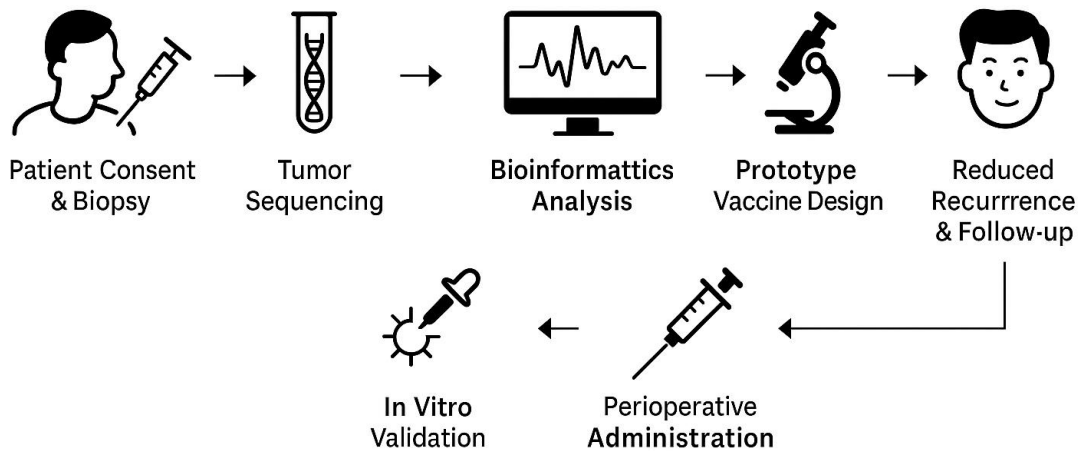 Patient Consent
& Biopsy
Tumor
Sequencing
Bioinformattics
Analysis
Prototype
Vaccine Design
Reduced
Recurrrence
& Follow-up
In Vitro
Validation
Perioperative
Administration